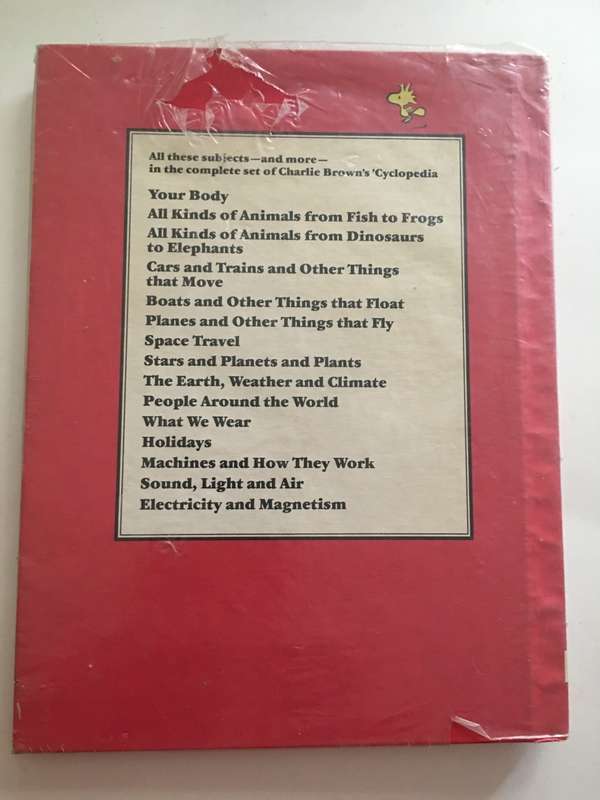 All these subjects—and more—
in the complete set of Charlie Brown's 'Cyclopedia
Your Body
All Kinds of Animals from Fish to Frogs
All Kinds of Animals from Dinosaurs
to Elephants
Cars and Trains and Other Things
that Move
Boats and Other Things that Float
Planes and Other Things that Fly
Space Travel
Stars and Planets and Plants
The Earth, Weather and Climate
People Around the World
What We Wear
Holidays
Machines and How They Work
Sound, Light and Air
Electricity and Magnetism